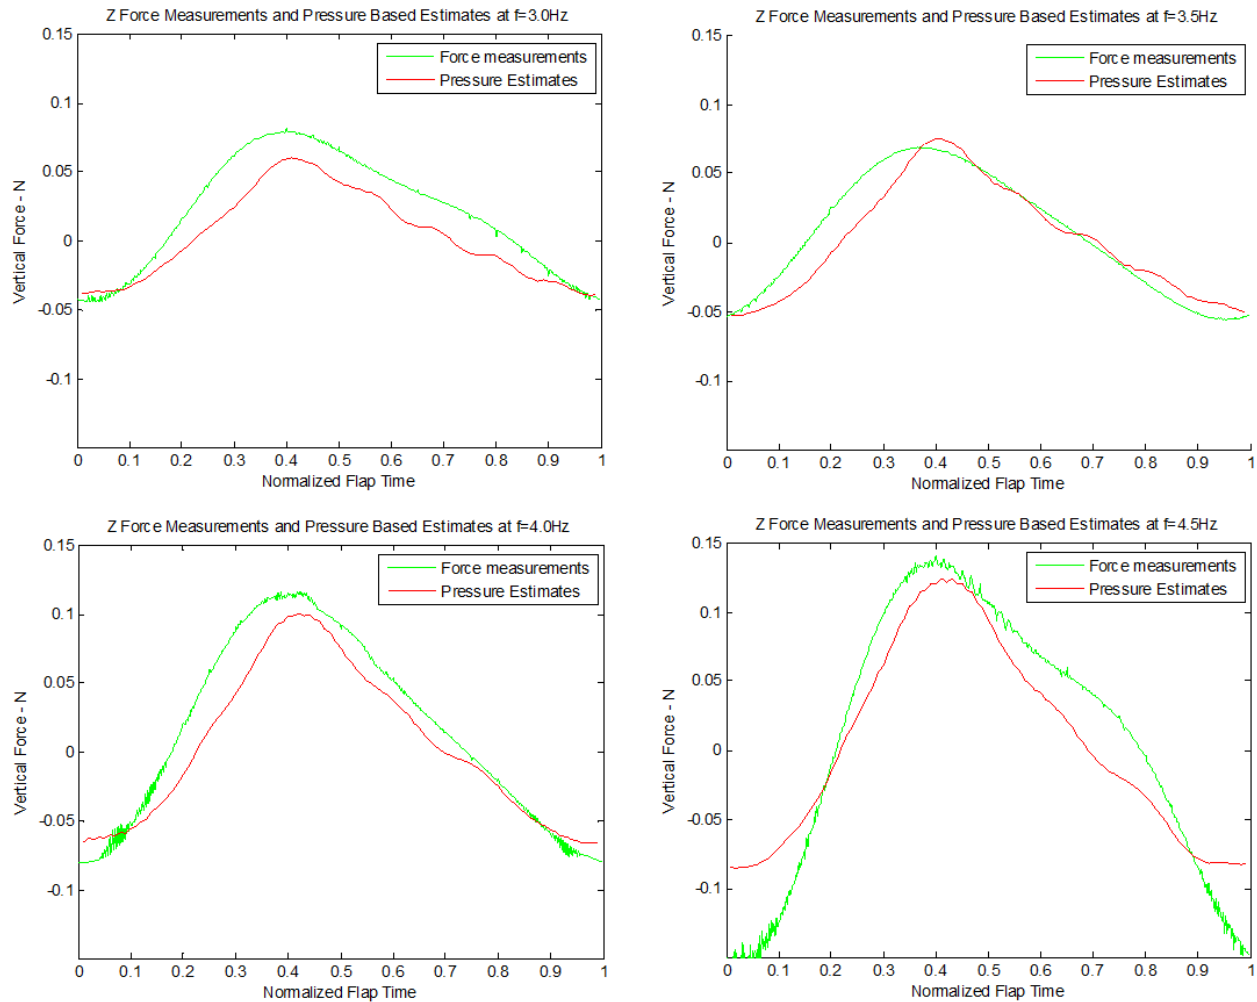 Z Force Measurements and Pressure Based Estimates at f=3.0Hz
0.15
0.1
0.05
0
-0.05
-0.1
Vertical Force - N
Force measurements
Pressure Estimates
0 0.1 0.2 0.3 0.4 0.5 0.6 0.7 0.8 0.9 1
Normalized Flap Time
Z Force Measurements and Pressure Based Estimates at f=3.5Hz
0.15
0.1
0.05
0
-0.05
-0.1
Vertical Force - N
Force measurements
Pressure Estimates
0 0.1 0.2 0.3 0.4 0.5 0.6 0.7 0.8 0.9 1
Normalized Flap Time
Z Force Measurements and Pressure Based Estimates at f=4.0Hz
0.15
0.1
0.05
0
-0.05
-0.1
Vertical Force - N
Force measurements
Pressure Estimates
0 0.1 0.2 0.3 0.4 0.5 0.6 0.7 0.8 0.9 1
Normalized Flap Time
Z Force Measurements and Pressure Based Estimates at f=4.5Hz
0.15
0.1
0.05
0
-0.05
-0.1
Vertical Force - N
Force measurements
Pressure Estimates
0 0.1 0.2 0.3 0.4 0.5 0.6 0.7 0.8 0.9 1
Normalized Flap Time